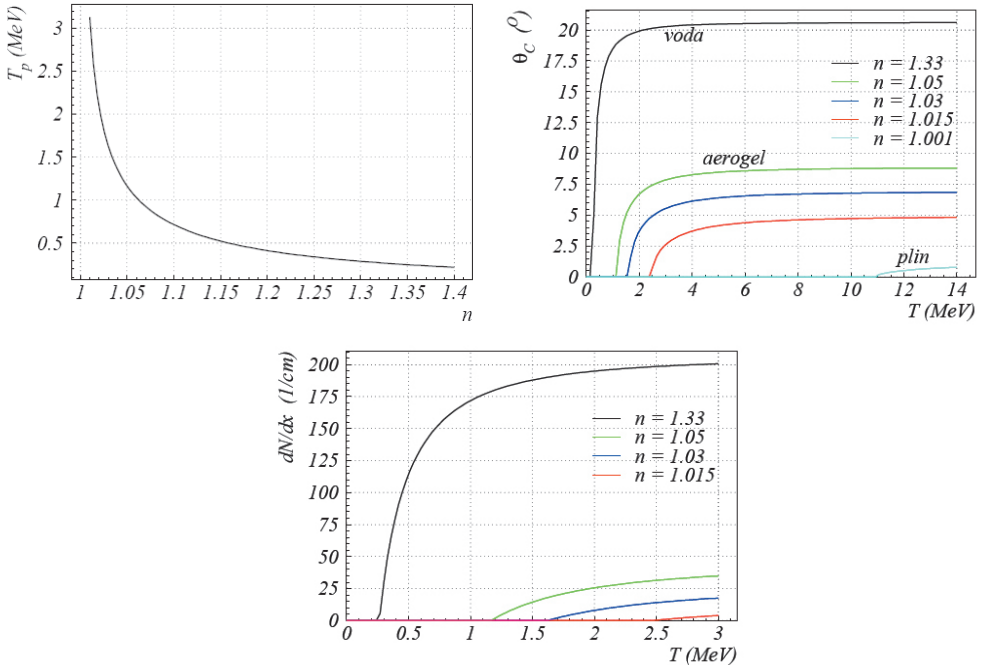 T_p (MeV)
3
2.5
2
1.5
1
0.5
1 1.05 1.1 1.15 1.2 1.25 1.3 1.35 1.4
n
θ_C (°)
20
17.5
15
12.5
10
7.5
5
2.5
0
voda
n = 1.33
n = 1.05
n = 1.03
n = 1.015
n = 1.001
aerogel
plin
0 2 4 6 8 10 12 14
T (MeV)
dN/dx (1/cm)
200
175
150
125
100
75
50
25
0
n = 1.33
n = 1.05
n = 1.03
n = 1.015
0 0.5 1 1.5 2 2.5 3
T (MeV)